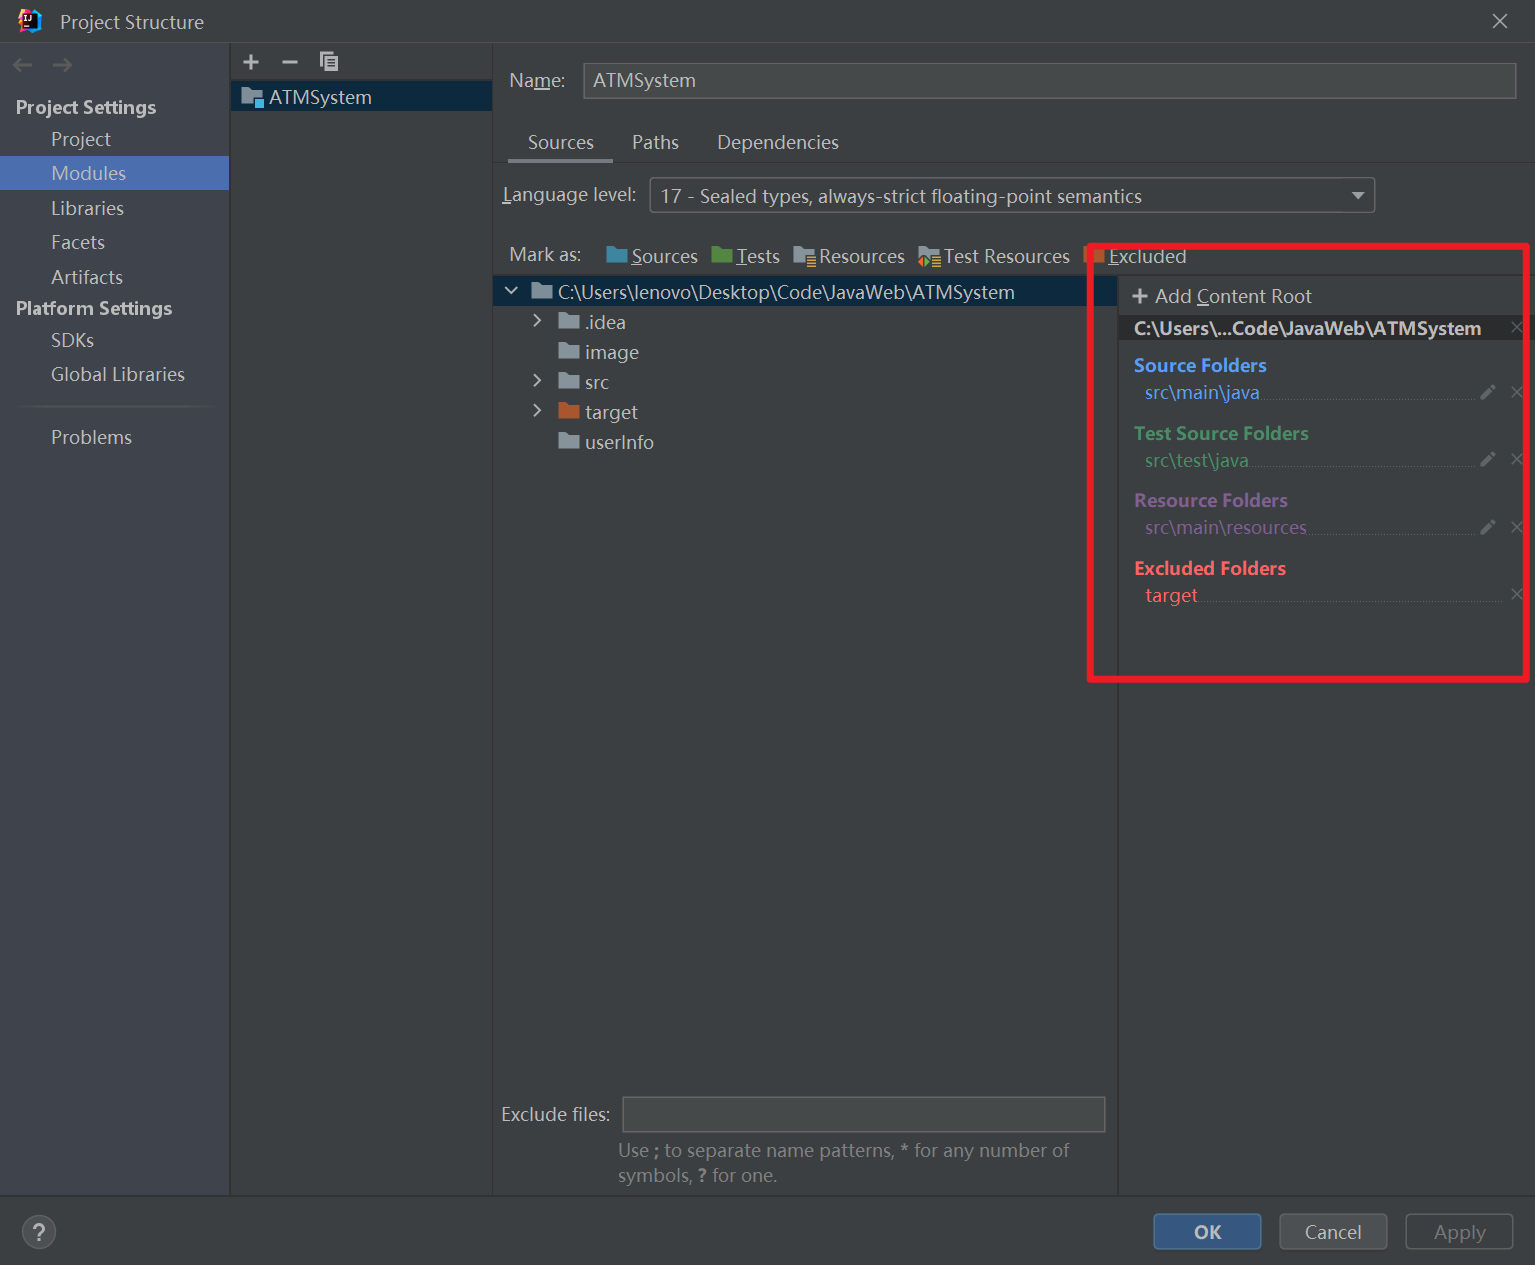 Project Structure
Project Settings
Project
Modules
Libraries
Facets
Artifacts
Platform Settings
SDKs
Global Libraries
Problems
ATMSystem
Name: ATMSystem
Sources Paths Dependencies
Language level: 17 - Sealed types, always-strict floating-point semantics
Mark as: Sources Tests Resources Test Resources Excluded
C:\Users\lenovo\Desktop\Code\JavaWeb\ATMSystem
.idea
image
src
target
userInfo
Add Content Root
C:\Users\...Code\JavaWeb\ATMSystem
Source Folders
src\main\java
Test Source Folders
src\test\java
Resource Folders
src\main\resources
Excluded Folders
target
Exclude files:
Use ; to separate name patterns, * for any number of
symbols, ? for one.
?
OK Cancel Apply